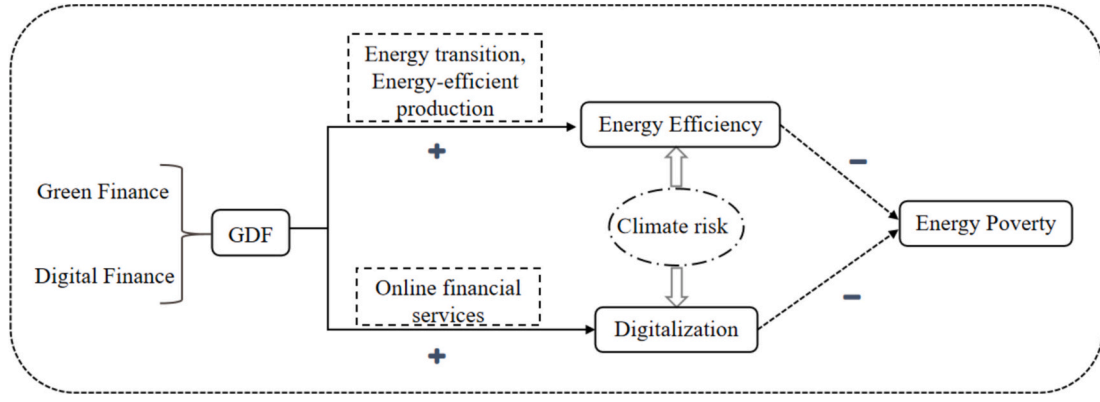 Energy transition,
Energy-efficient
production
Energy Efficiency
+
−
Green Finance
GDF
Climate risk
Energy Poverty
Digital Finance
Online financial
services
Digitalization
−
+